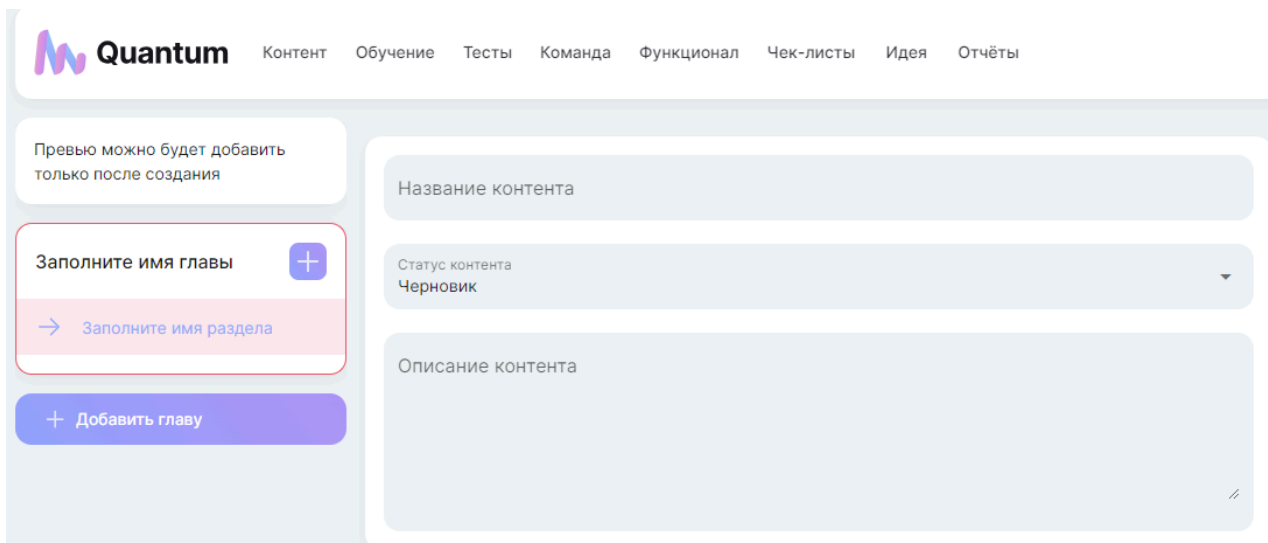 Quantum Контент Обучение Тесты Команда Функционал Чек-листы Идея Отчёты
Превью можно будет добавить
только после создания
Заполните имя главы
Заполните имя раздела
Добавить главу
Название контента
Статус контента
Черновик
Описание контента